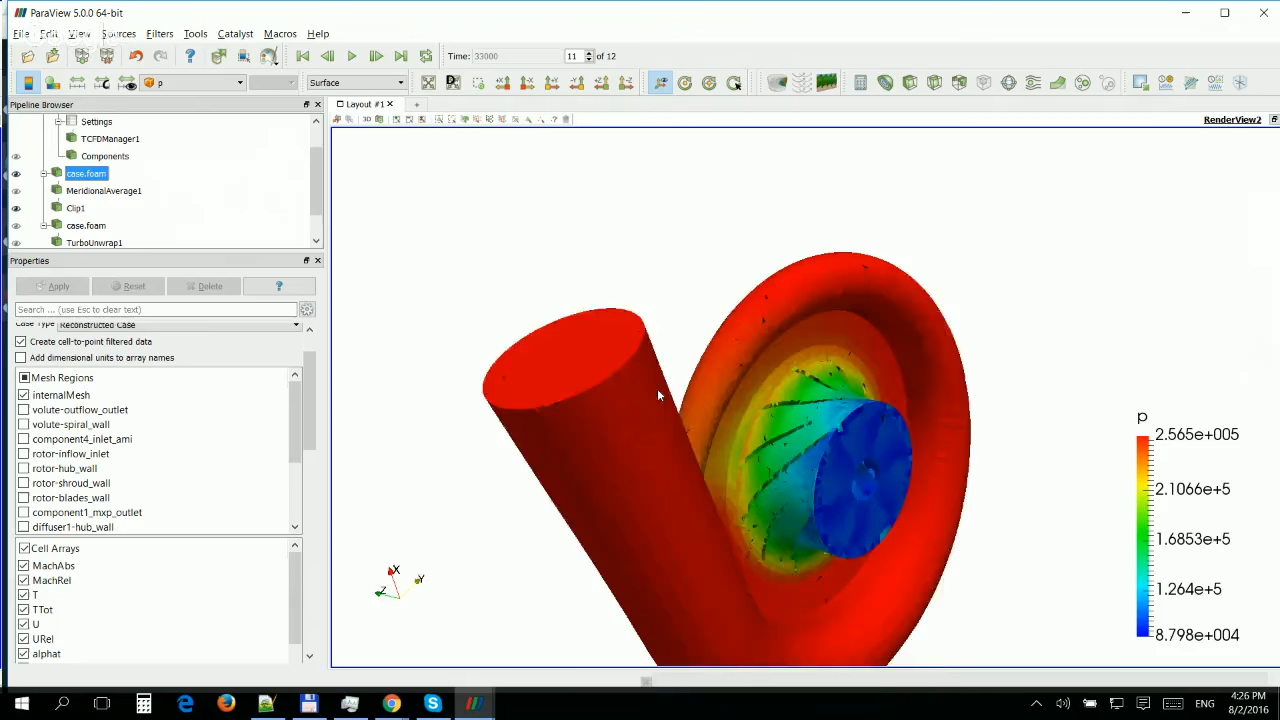 ParaView 5.0.0 64-bit
File Edit View Sources Filters Tools Catalyst Macros Help
Time: 33000 11 of 12
p Surface
Pipeline Browser
Layout #1
3D
RenderView2
Settings
TCFDManager1
Components
case.foam
MeridionalAverage1
Clip1
case.foam
TurboUnwrap1
Properties
Apply Reset Delete ?
Search ... (use Esc to clear text)
Case Type Reconstructed Case
Create cell-to-point filtered data
Add dimensional units to array names
Mesh Regions
internalMesh
volute-outflow_outlet
volute-spiral_wall
component4_inlet_ami
rotor-inflow_inlet
rotor-hub_wall
rotor-shroud_wall
rotor-blades_wall
component1_mxp_outlet
diffuser1-hub_wall
Cell Arrays
MachAbs
MachRel
T
TTot
U
URel
alphat
X
Y
Z
p
2.565e+005
2.1066e+5
1.6853e+5
1.264e+5
8.798e+004
ENG
4:26 PM
8/2/2016